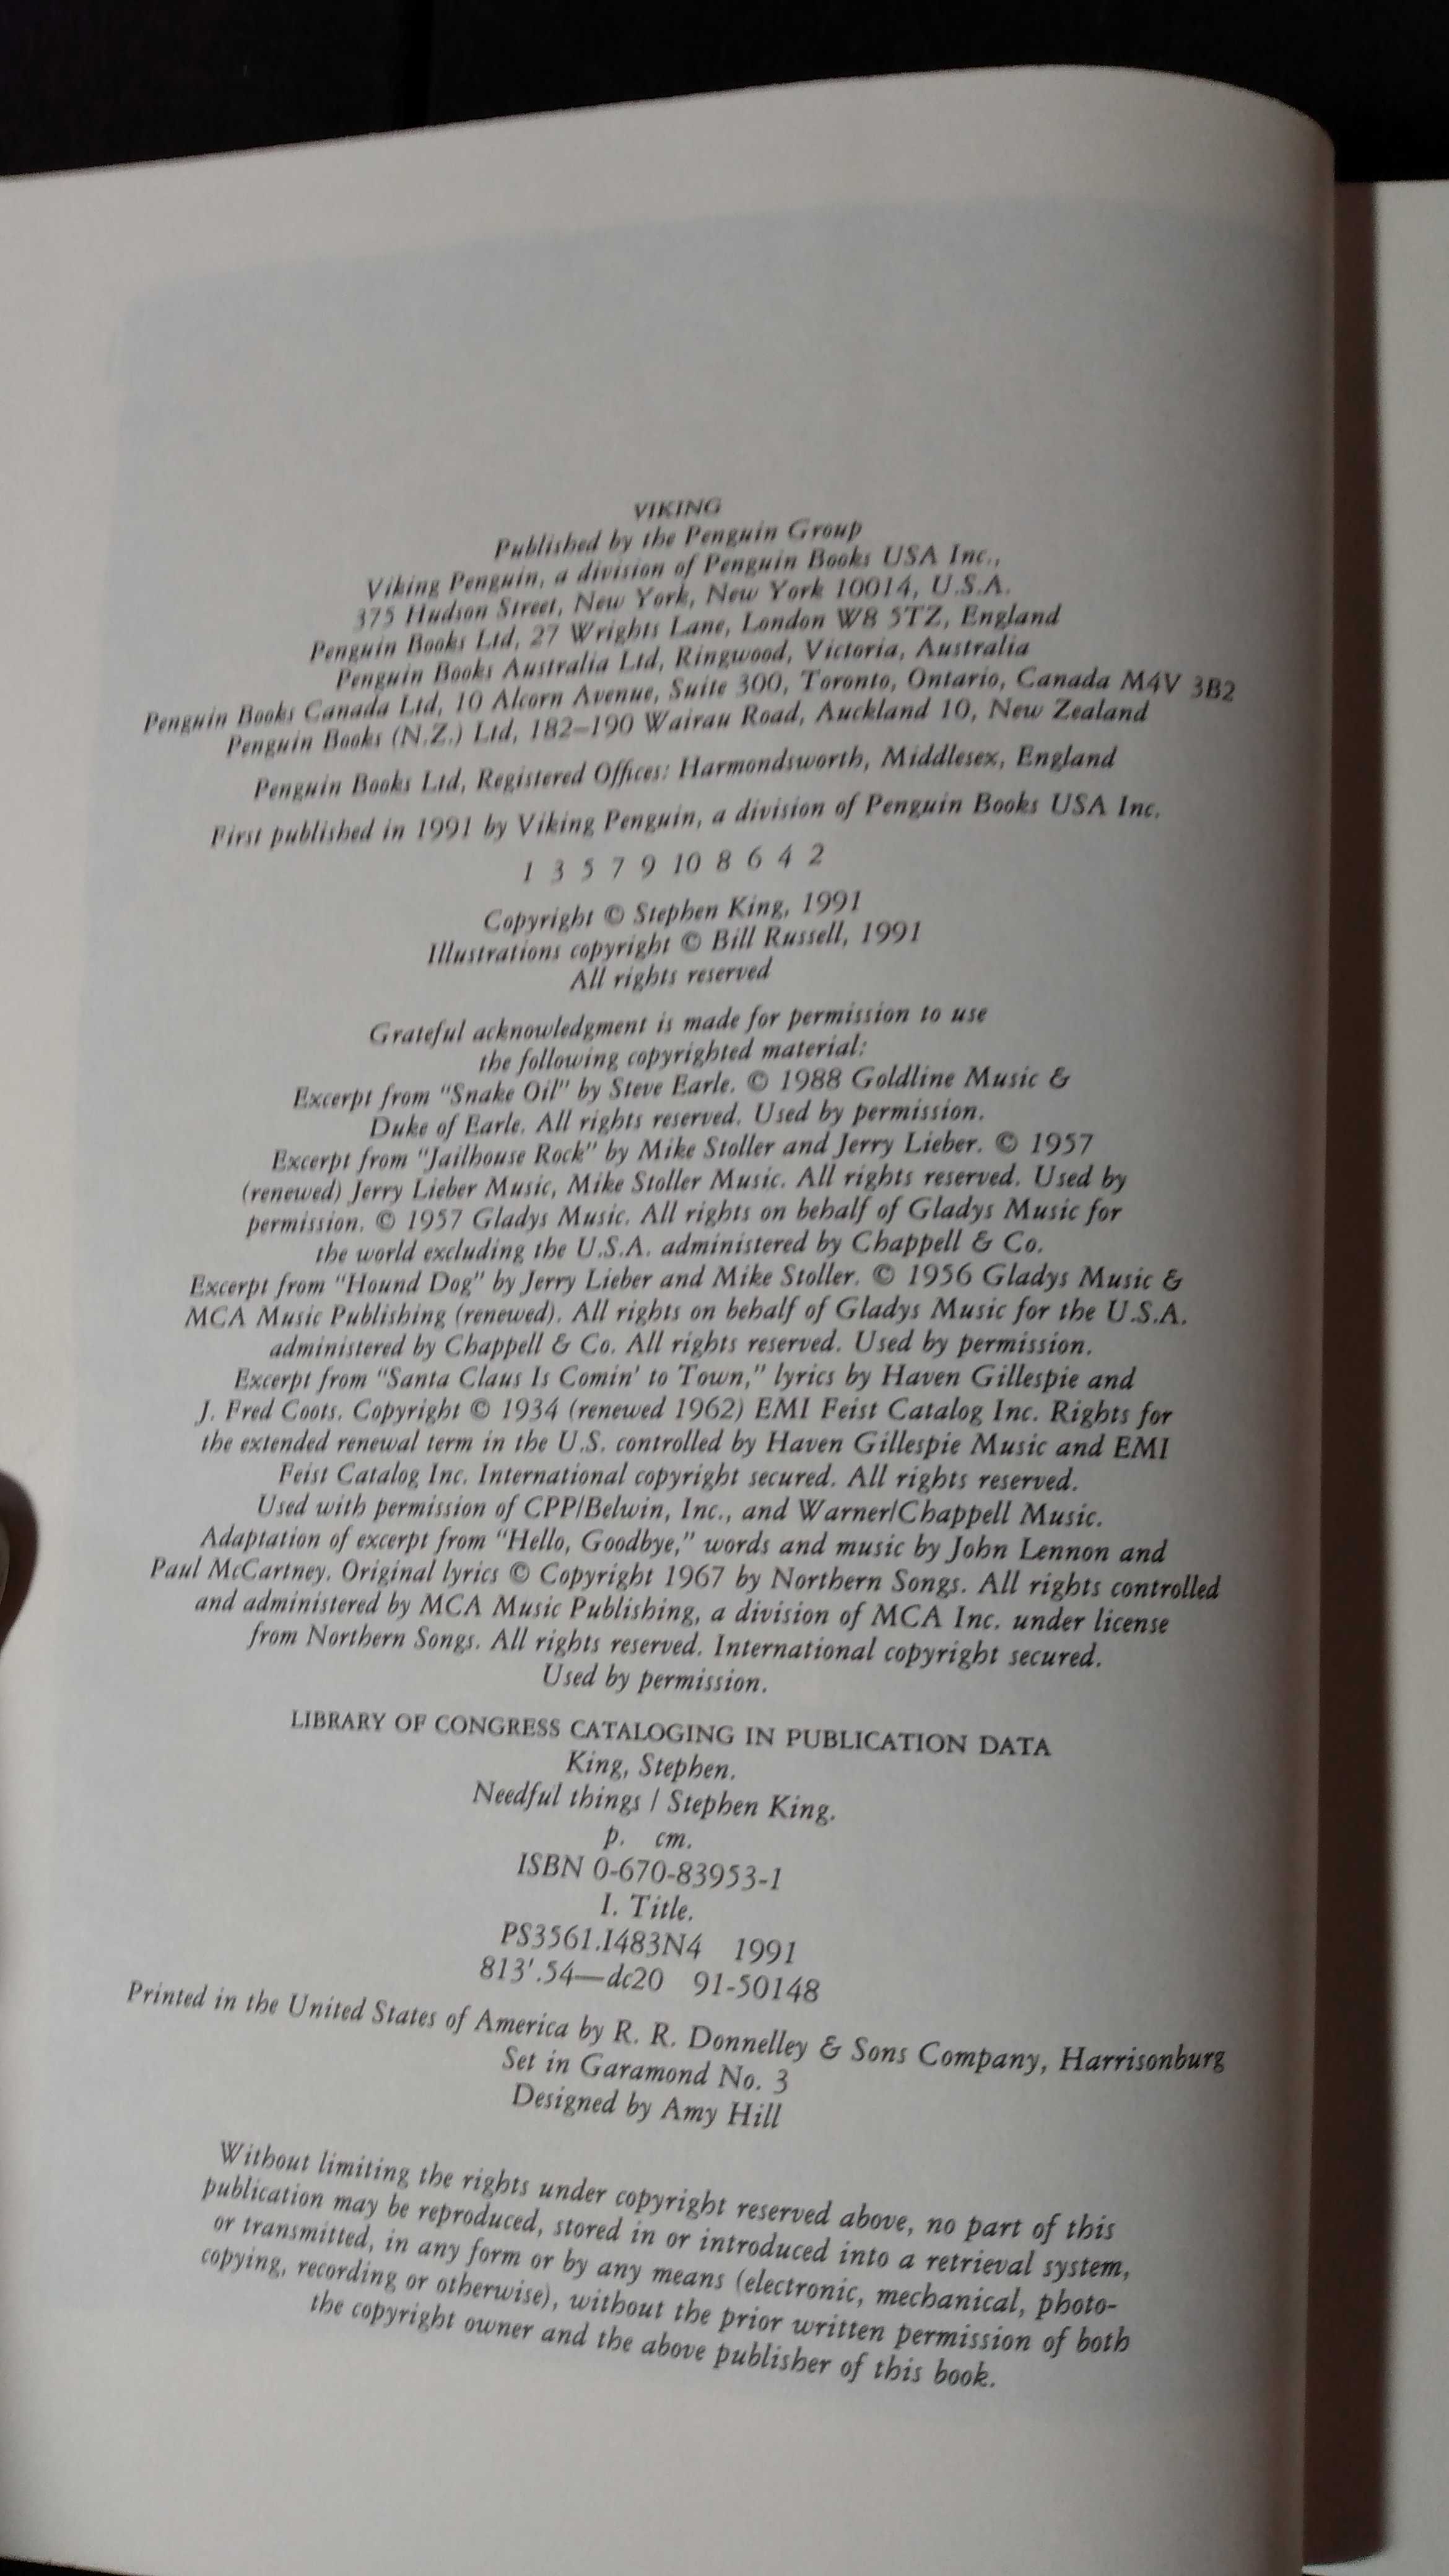 VIKING
Published by the Penguin Group
Viking Penguin, a division of Penguin Books USA Inc.,
375 Hudson Street, New York, New York 10014, U.S.A.
Penguin Books Ltd, 27 Wrights Lane, London W8 5TZ, England
Penguin Books Australia Ltd, Ringwood, Victoria, Australia
Penguin Books Canada Ltd, 10 Alcorn Avenue, Suite 300, Toronto, Ontario, Canada M4V 3B2
Penguin Books (N.Z.) Ltd, 182–190 Wairau Road, Auckland 10, New Zealand
Penguin Books Ltd, Registered Offices: Harmondsworth, Middlesex, England
First published in 1991 by Viking Penguin, a division of Penguin Books USA Inc.
1 3 5 7 9 10 8 6 4 2
Copyright © Stephen King, 1991
Illustrations copyright © Bill Russell, 1991
All rights reserved
Grateful acknowledgment is made for permission to use
the following copyrighted material:
Excerpt from "Snake Oil" by Steve Earle. © 1988 Goldline Music &
Duke of Earle. All rights reserved. Used by permission.
Excerpt from "Jailhouse Rock" by Mike Stoller and Jerry Lieber. © 1957
(renewed) Jerry Lieber Music, Mike Stoller Music. All rights reserved. Used by
permission. © 1957 Gladys Music. All rights on behalf of Gladys Music for
the world excluding the U.S.A. administered by Chappell & Co.
Excerpt from "Hound Dog" by Jerry Lieber and Mike Stoller. © 1956 Gladys Music &
MCA Music Publishing (renewed). All rights on behalf of Gladys Music for the U.S.A.
administered by Chappell & Co. All rights reserved. Used by permission.
Excerpt from "Santa Claus Is Comin' to Town," lyrics by Haven Gillespie and
J. Fred Coots. Copyright © 1934 (renewed 1962) EMI Feist Catalog Inc. Rights for
the extended renewal term in the U.S. controlled by Haven Gillespie Music and EMI
Feist Catalog Inc. International copyright secured. All rights reserved.
Used with permission of CPP/Belwin, Inc., and Warner/Chappell Music.
Adaptation of excerpt from "Hello, Goodbye," words and music by John Lennon and
Paul McCartney. Original lyrics © Copyright 1967 by Northern Songs. All rights controlled
and administered by MCA Music Publishing, a division of MCA Inc. under license
from Northern Songs. All rights reserved. International copyright secured.
Used by permission.
LIBRARY OF CONGRESS CATALOGING IN PUBLICATION DATA
King, Stephen.
Needful things / Stephen King.
p. cm.
ISBN 0-670-83953-1
I. Title.
PS3561.I483N4 1991
813'.54—dc20 91-50148
Printed in the United States of America by R. R. Donnelley & Sons Company, Harrisonburg
Set in Garamond No. 3
Designed by Amy Hill
Without limiting the rights under copyright reserved above, no part of this
publication may be reproduced, stored in or introduced into a retrieval system,
or transmitted, in any form or by any means (electronic, mechanical, photo-
copying, recording or otherwise), without the prior written permission of both
the copyright owner and the above publisher of this book.